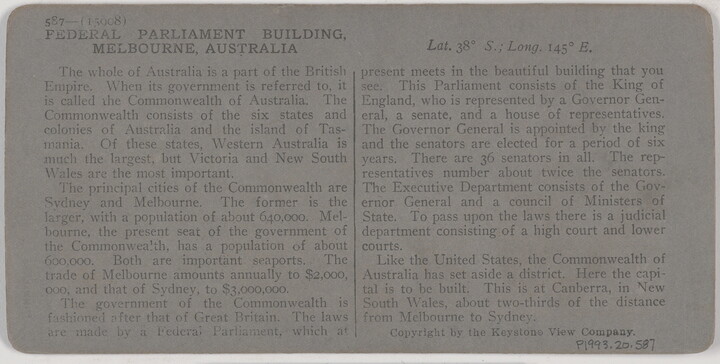 587—(15008)
FEDERAL PARLIAMENT BUILDING,
MELBOURNE, AUSTRALIA
Lat. 38° S.; Long. 145° E.
The whole of Australia is a part of the British
Empire. When its government is referred to, it
is called the Commonwealth of Australia. The
Commonwealth consists of the six states and
colonies of Australia and the island of Tas-
mania. Of these states, Western Australia is
much the largest, but Victoria and New South
Wales are the most important.
The principal cities of the Commonwealth are
Sydney and Melbourne. The former is the
larger, with a population of about 640,000. Mel-
bourne, the present seat of the government of
the Commonwealth, has a population of about
600,000. Both are important seaports. The
trade of Melbourne amounts annually to $2,000,
000, and that of Sydney, to $3,000,000.
The government of the Commonwealth is
fashioned after that of Great Britain. The laws
are made by a Federal Parliament, which at
present meets in the beautiful building that you
see. This Parliament consists of the King of
England, who is represented by a Governor Gen-
eral, a senate, and a house of representatives.
The Governor General is appointed by the king
and the senators are elected for a period of six
years. There are 36 senators in all. The rep-
resentatives number about twice the senators.
The Executive Department consists of the Gov-
ernor General and a council of Ministers of
State. To pass upon the laws there is a judicial
department consisting of a high court and lower
courts.
Like the United States, the Commonwealth of
Australia has set aside a district. Here the capi-
tal is to be built. This is at Canberra, in New
South Wales, about two-thirds of the distance
from Melbourne to Sydney.
Copyright by the Keystone View Company.
P1993.20.587